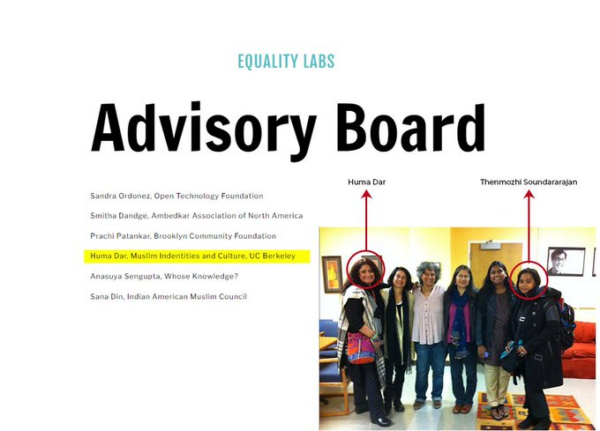 EQUALITY LABS
Advisory Board
Huma Dar
Thenmozhi Soundararajan
Sandra Ordonez, Open Technology Foundation
Smitha Dandge, Ambedkar Association of North America
Prachi Patankar, Brooklyn Community Foundation
Huma Dar, Muslim Indentities and Culture, UC Berkeley
Anasuya Sengupta, Whose Knowledge?
Sana Din, Indian American Muslim Council